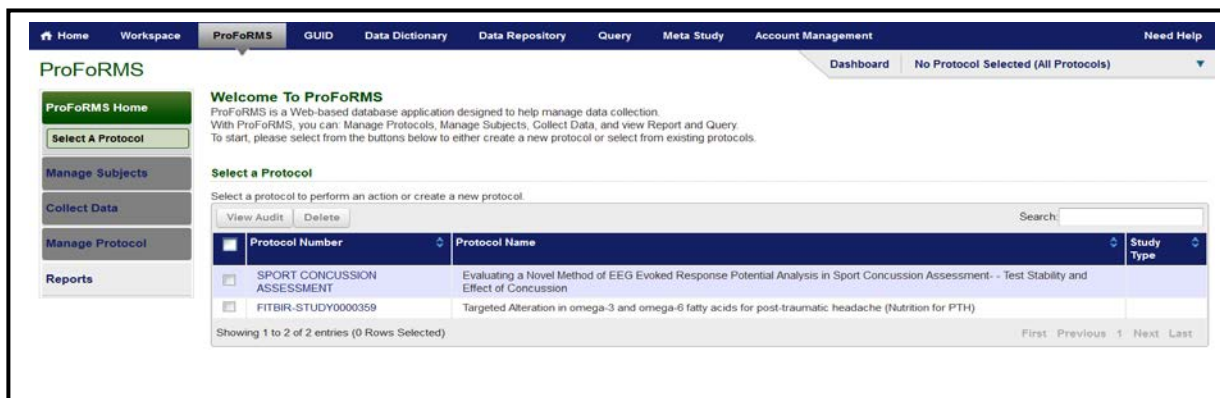 Home Workspace ProFoRMS GUID Data Dictionary Data Repository Query Meta Study Account Management Need Help
ProFoRMS
Dashboard No Protocol Selected (All Protocols)
ProFoRMS Home
Select A Protocol
Manage Subjects
Collect Data
Manage Protocol
Reports
Welcome To ProFoRMS
ProFoRMS is a Web-based database application designed to help manage data collection.
With ProFoRMS, you can: Manage Protocols, Manage Subjects, Collect Data, and view Report and Query.
To start, please select from the buttons below to either create a new protocol or select from existing protocols.
Select a Protocol
Select a protocol to perform an action or create a new protocol.
View Audit Delete Search:
Protocol Number Protocol Name Study
Type
SPORT CONCUSSION Evaluating a Novel Method of EEG Evoked Response Potential Analysis in Sport Concussion Assessment- - Test Stability and
ASSESSMENT Effect of Concussion
FITBIR-STUDY0000359 Targeted Alteration in omega-3 and omega-6 fatty acids for post-traumatic headache (Nutrition for PTH)
Showing 1 to 2 of 2 entries (0 Rows Selected) First Previous 1 Next Last